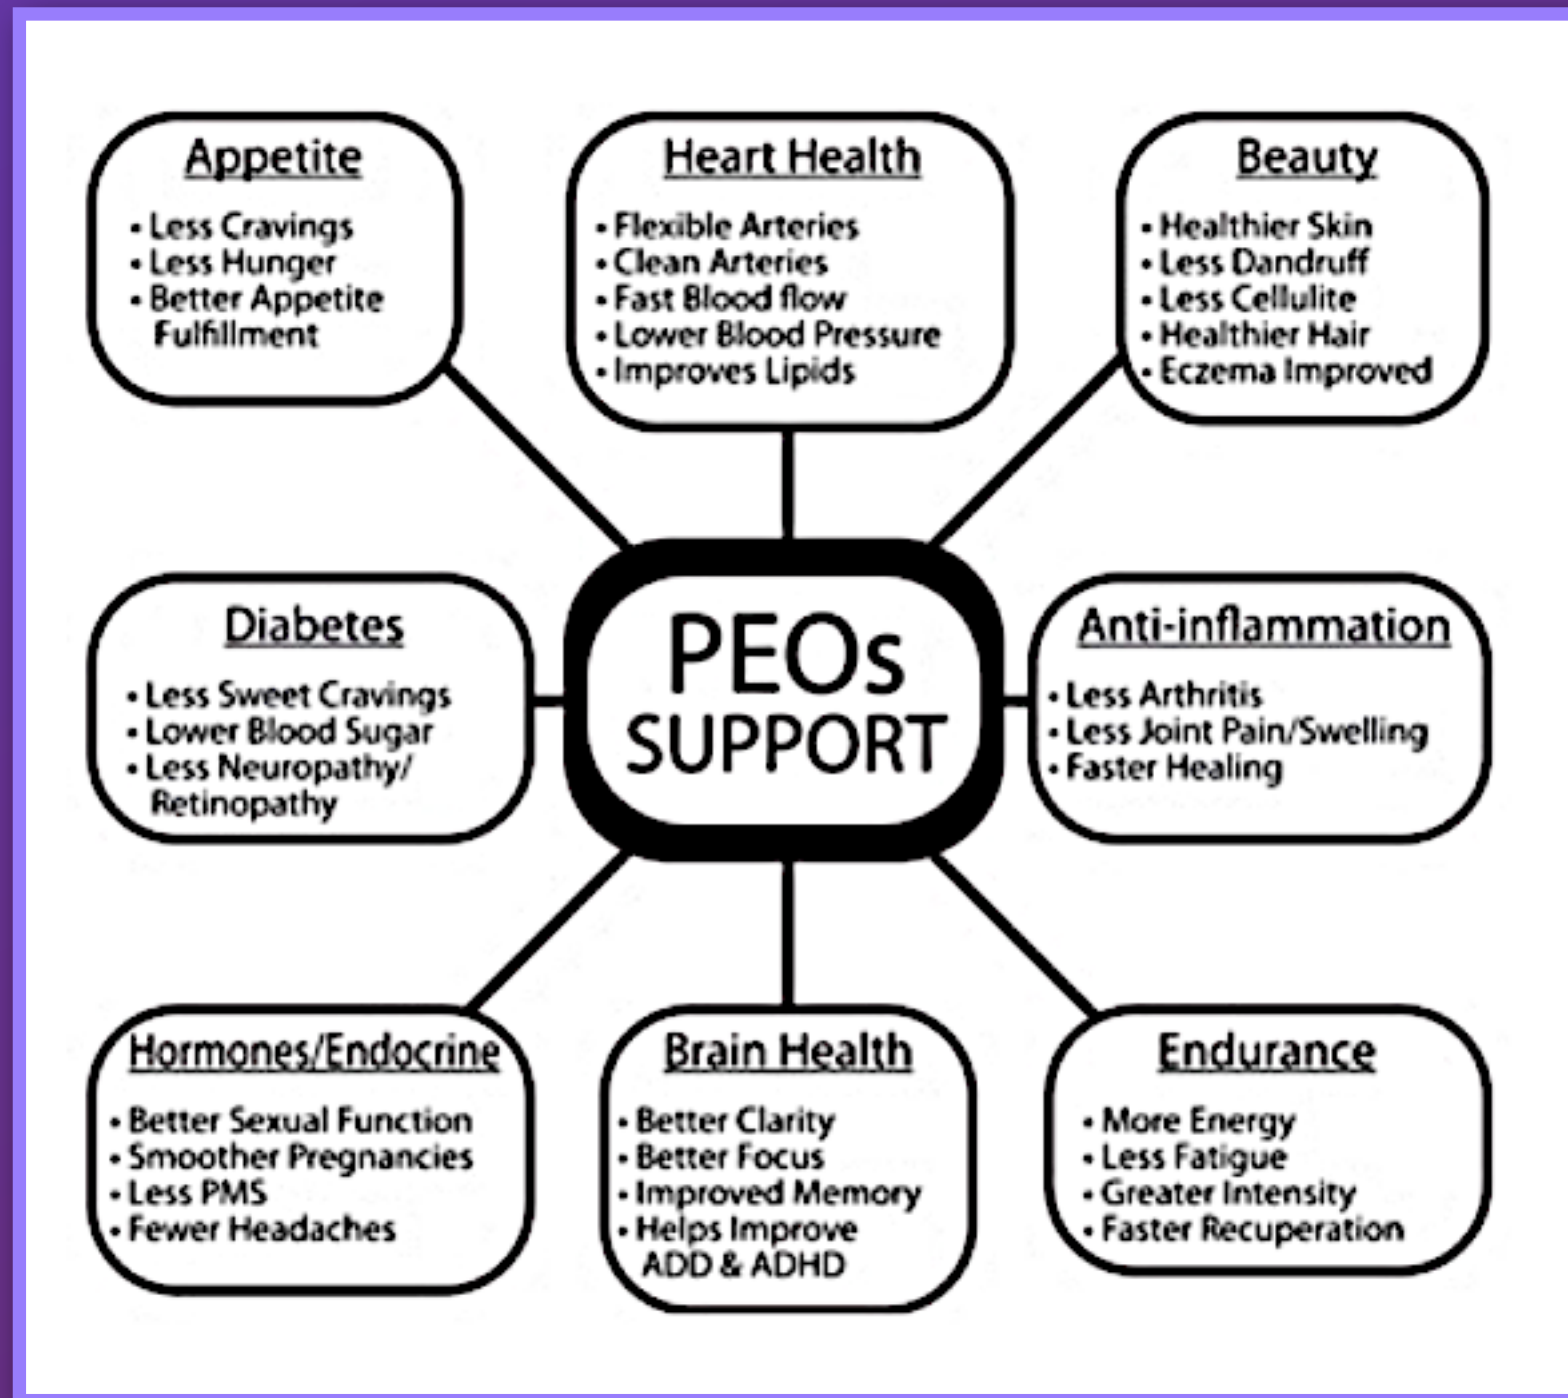 Appetite
• Less Cravings
• Less Hunger
• Better Appetite
Fulfillment
Heart Health
• Flexible Arteries
• Clean Arteries
• Fast Blood flow
• Lower Blood Pressure
• Improves Lipids
Beauty
• Healthier Skin
• Less Dandruff
• Less Cellulite
• Healthier Hair
• Eczema Improved
Diabetes
• Less Sweet Cravings
• Lower Blood Sugar
• Less Neuropathy/
Retinopathy
PEOs
SUPPORT
Anti-inflammation
• Less Arthritis
• Less Joint Pain/Swelling
• Faster Healing
Hormones/Endocrine
• Better Sexual Function
• Smoother Pregnancies
• Less PMS
• Fewer Headaches
Brain Health
• Better Clarity
• Better Focus
• Improved Memory
• Helps Improve
ADD & ADHD
Endurance
• More Energy
• Less Fatigue
• Greater Intensity
• Faster Recuperation